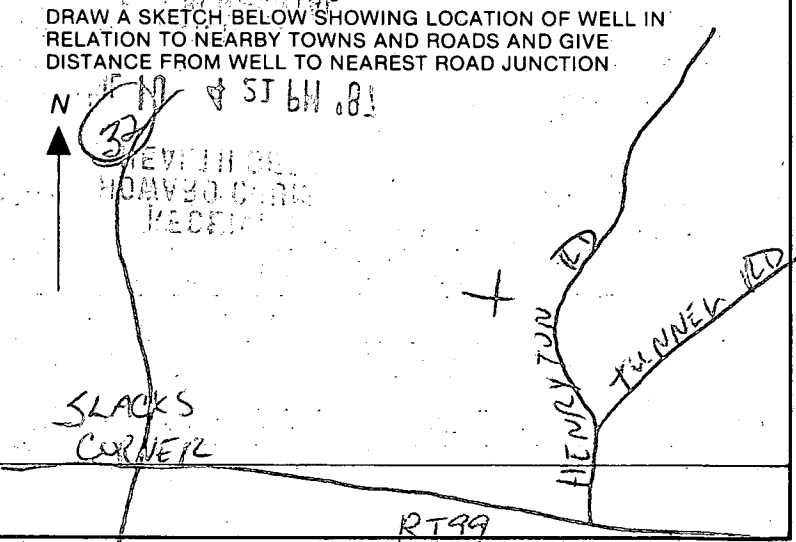 DRAW A SKETCH BELOW SHOWING LOCATION OF WELL IN
RELATION TO NEARBY TOWNS AND ROADS AND GIVE
DISTANCE FROM WELL TO NEAREST ROAD JUNCTION
N
32
HENRYTON RD
TUNNEL RD
SLACKS
CORNER
RT99